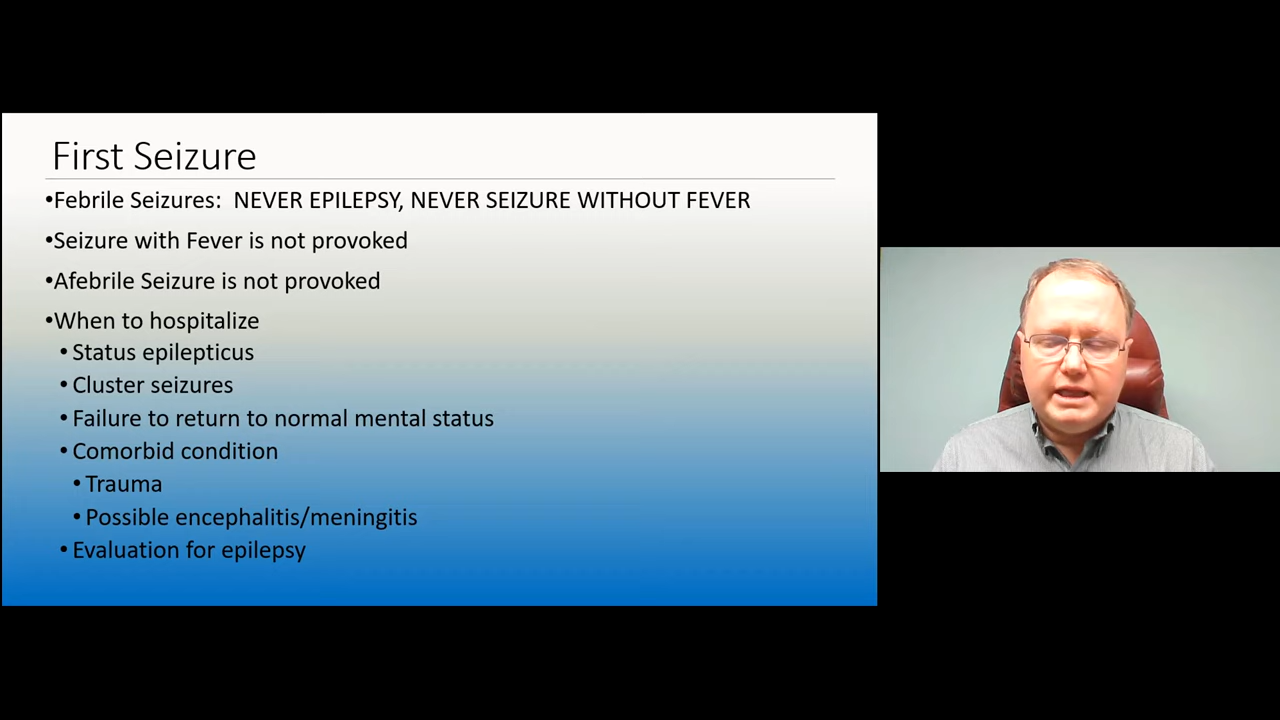 First Seizure
•Febrile Seizures:  NEVER EPILEPSY, NEVER SEIZURE WITHOUT FEVER
•Seizure with Fever is not provoked
•Afebrile Seizure is not provoked
•When to hospitalize
• Status epilepticus
• Cluster seizures
• Failure to return to normal mental status
• Comorbid condition
• Trauma
• Possible encephalitis/meningitis
• Evaluation for epilepsy